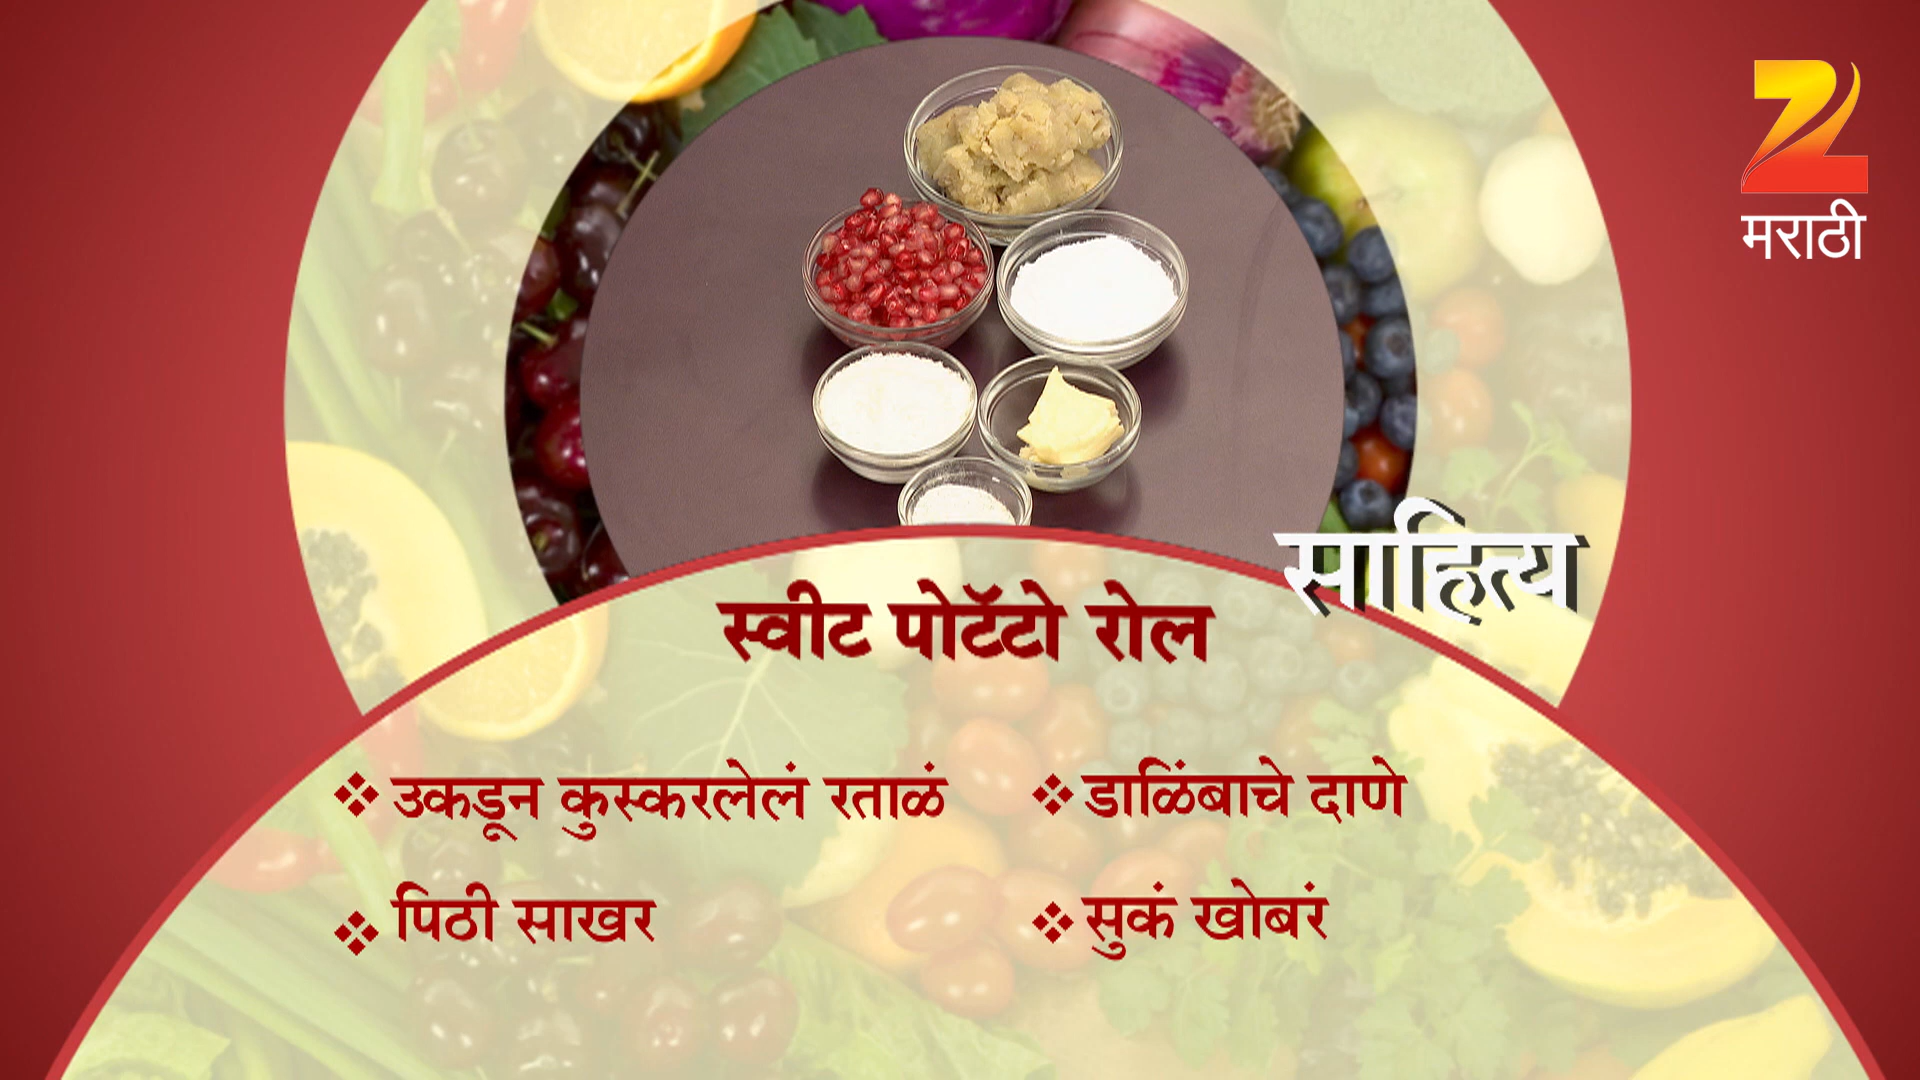 मराठी
साहित्य
स्वीट पोटॅटो रोल
❖ उकडून कुस्करलेलं रताळं
❖ डाळिंबाचे दाणे
❖ पिठी साखर
❖ सुकं खोबरं